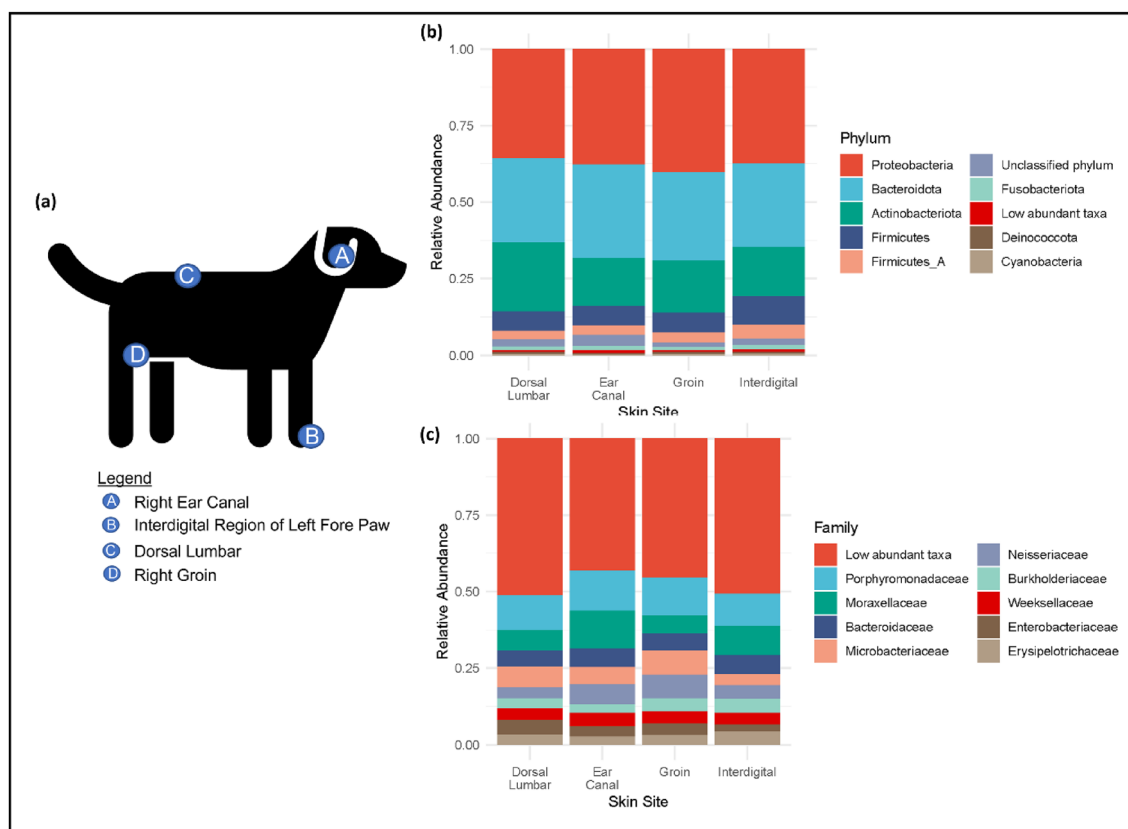 (a)
A
C
D
B
Legend
A Right Ear Canal
B Interdigital Region of Left Fore Paw
C Dorsal Lumbar
D Right Groin
(b)
Relative Abundance
1.00
0.75
0.50
0.25
0.00
Dorsal
Lumbar
Ear
Canal
Groin
Interdigital
Skin Site
Phylum
Proteobacteria
Bacteroidota
Actinobacteriota
Firmicutes
Firmicutes_A
Unclassified phylum
Fusobacteriota
Low abundant taxa
Deinococcota
Cyanobacteria
(c)
Relative Abundance
1.00
0.75
0.50
0.25
0.00
Dorsal
Lumbar
Ear
Canal
Groin
Interdigital
Skin Site
Family
Low abundant taxa
Porphyromonadaceae
Moraxellaceae
Bacteroidaceae
Microbacteriaceae
Neisseriaceae
Burkholderiaceae
Weeksellaceae
Enterobacteriaceae
Erysipelotrichaceae